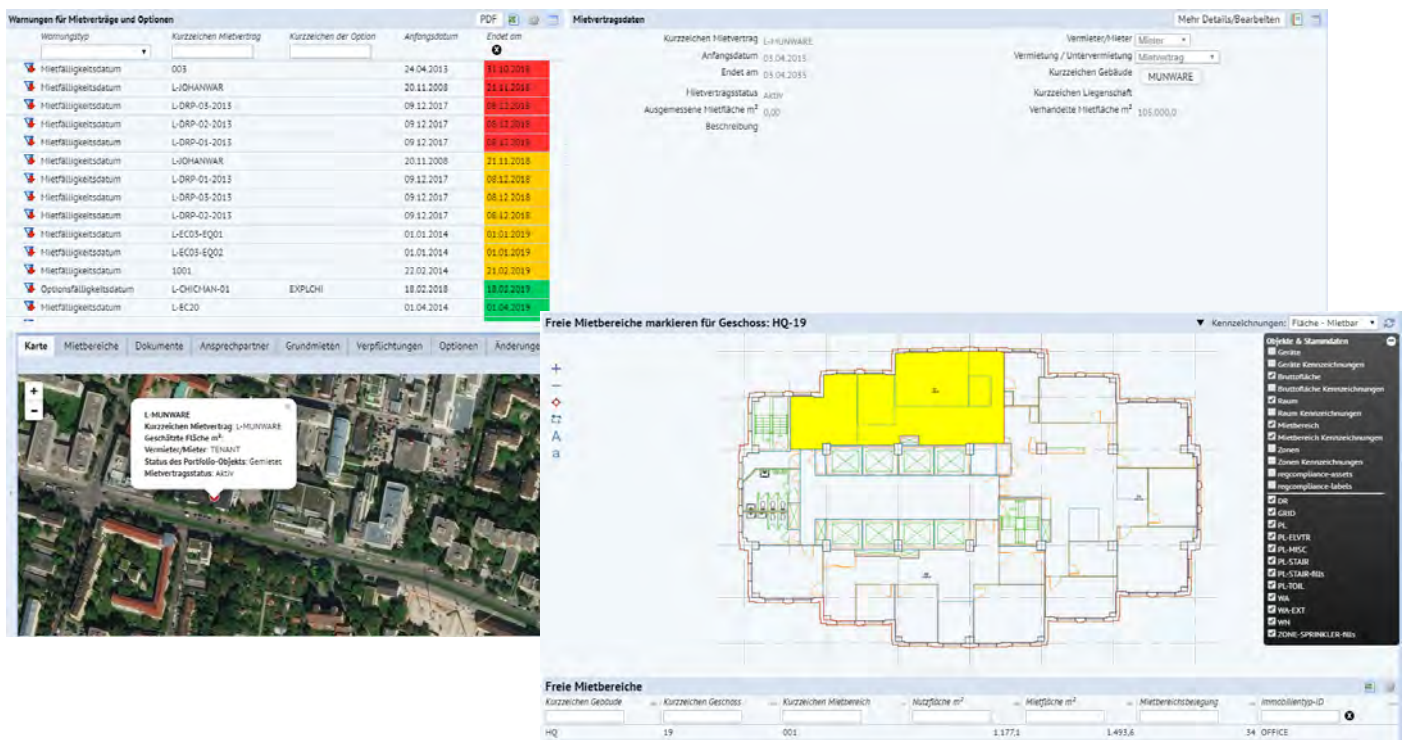 Warnungen für Mietverträge und Optionen PDF
Warnungstyp Kurzzeichen Mietvertrag Kurzzeichen der Option Anfangsdatum Endet am
Mietfälligkeitsdatum 003 24.04.2013 31.10.2018
Mietfälligkeitsdatum L-JOHANWAR 20.11.2008 21.11.2018
Mietfälligkeitsdatum L-DRP-03-2013 09.12.2017 08.12.2018
Mietfälligkeitsdatum L-DRP-02-2013 09.12.2017 08.12.2018
Mietfälligkeitsdatum L-DRP-01-2013 09.12.2017 08.12.2018
Mietfälligkeitsdatum L-JOHANWAR 20.11.2008 21.11.2018
Mietfälligkeitsdatum L-DRP-01-2013 09.12.2017 08.12.2018
Mietfälligkeitsdatum L-DRP-03-2013 09.12.2017 08.12.2018
Mietfälligkeitsdatum L-DRP-02-2013 09.12.2017 08.12.2018
Mietfälligkeitsdatum L-EC03-EQ01 01.01.2014 01.01.2019
Mietfälligkeitsdatum L-EC03-EQ02 01.01.2014 01.01.2019
Mietfälligkeitsdatum 1001 22.02.2014 21.02.2019
Optionsfälligkeitsdatum L-CHICMAN-01 EXPLCHI 18.02.2018 18.02.2019
Mietfälligkeitsdatum L-EC20 01.04.2014 01.04.2019
Mietvertragsdaten Mehr Details/Bearbeiten
Kurzzeichen Mietvertrag L-MUNWARE Vermieter/Mieter Mieter
Anfangsdatum 03.04.2015 Vermietung / Untervermietung Mietvertrag
Endet am 03.04.2035 Kurzzeichen Gebäude MUNWARE
Mietvertragsstatus Aktiv Kurzzeichen Liegenschaft
Ausgemessene Mietfläche m² 0,00 Verhandelte Mietfläche m² 105.000,0
Beschreibung
Karte Mietbereiche Dokumente Ansprechpartner Grundmieten Verpflichtungen Optionen Änderunge
+
-
L-MUNWARE
Kurzzeichen Mietvertrag: L-MUNWARE
Geschätzte Fläche m²:
Vermieter/Mieter: TENANT
Status des Portfolio-Objekts: Gemietet
Mietvertragsstatus: Aktiv
Freie Mietbereiche markieren für Geschoss: HQ-19 Kennzeichnungen: Fläche - Mietbar
A
a
Objekte & Stammdaten
Geräte
Geräte Kennzeichnungen
Bruttofläche
Bruttofläche Kennzeichnungen
Raum
Raum Kennzeichnungen
Mietbereich
Mietbereich Kennzeichnungen
Zonen
Zonen Kennzeichnungen
regcompliance-assets
regcompliance-labels
DR
GRID
PL
PL-ELVTR
PL-MISC
PL-STAIR
PL-STAIR-fills
PL-TOIL
WA
WA-EXT
WN
ZONE-SPRINKLER-fills
Freie Mietbereiche
Kurzzeichen Gebäude Kurzzeichen Geschoss Kurzzeichen Mietbereich Nutzfläche m² Mietfläche m² Mietbereichsbelegung Immobilientyp-ID
HQ 19 001 1.177,1 1.493,6 34 OFFICE